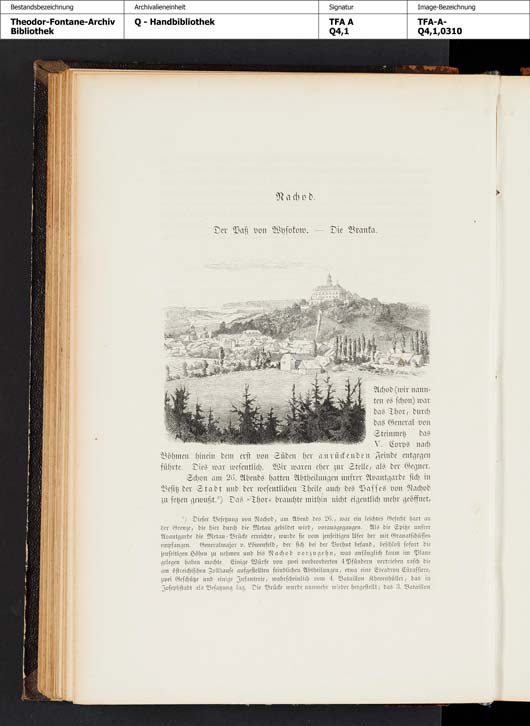 Bestandsbezeichnung Archivalieneinheit Signatur Image-Bezeichnung
Theodor-Fontane-Archiv Q - Handbibliothek TFA A TFA-A-
Bibliothek Q4,1 Q4,1,0310
Nachod.
Der Paß von Wysokow. — Die Branka.
Achod (wir nann-
ten es schon) war
das Thor, durch
das General von
Steinmetz das
V. Corps nach
Böhmen hinein dem erst von Süden her anrückenden Feinde entgegen
führte. Dies war wesentlich. Wir waren eher zur Stelle, als der Gegner.
Schon am 26. Abends hatten Abtheilungen unsrer Avantgarde sich in
Besitz der Stadt und der wesentlichen Theile auch des Passes von Nachod
zu setzen gewußt.*) Das »Thor« brauchte mithin nicht eigentlich mehr geöffnet,
*) Dieser Besetzung von Nachod, am Abend des 26., war ein leichtes Gefecht hart an
der Grenze, die hier durch die Metau gebildet wird, vorausgegangen. Als die Spitze unsrer
Avantgarde die Metau-Brücke erreichte, wurde sie vom jenseitigen Ufer her mit Granatschüssen
empfangen. Generalmajor v. Löwenfeld, der sich bei der Vorhut befand, beschloß sofort die
jenseitigen Höhen zu nehmen und bis Nachod vorzugehn, was anfänglich kaum im Plane
gelegen haben mochte. Einige Würfe von zwei vorbeorderten 4 Pfündern vertrieben rasch die
am östreichischen Zollhause aufgestellten feindlichen Abtheilungen, etwa eine Escadron Cürassiere,
zwei Geschütze und einige Infanterie, wahrscheinlich vom 4. Bataillon Khevenhüller, das in
Josephstadt als Besatzung lag. Die Brücke wurde nunmehr wieder hergestellt; das 3. Bataillon